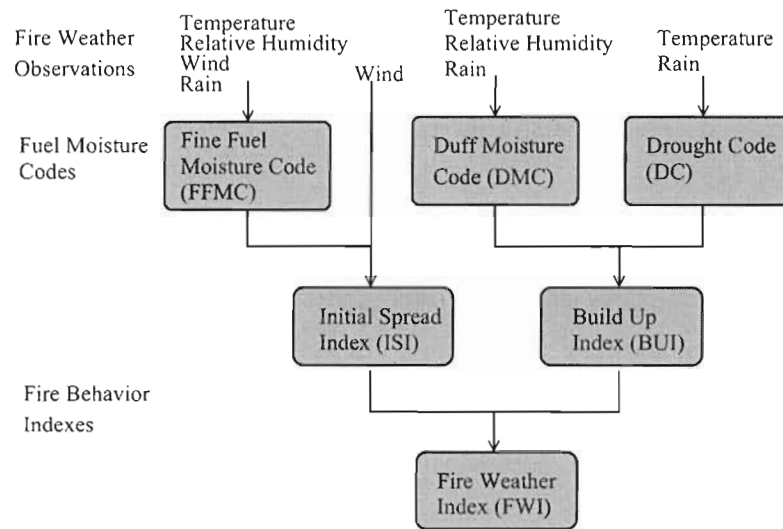 Fire Weather
Observations
Temperature
Relative Humidity
Wind
Rain
Wind
Temperature
Relative Humidity
Rain
Temperature
Rain
Fuel Moisture
Codes
Fine Fuel
Moisture Code
(FFMC)
Duff Moisture
Code (DMC)
Drought Code
(DC)
Initial Spread
Index (ISI)
Build Up
Index (BUI)
Fire Behavior
Indexes
Fire Weather
Index (FWI)